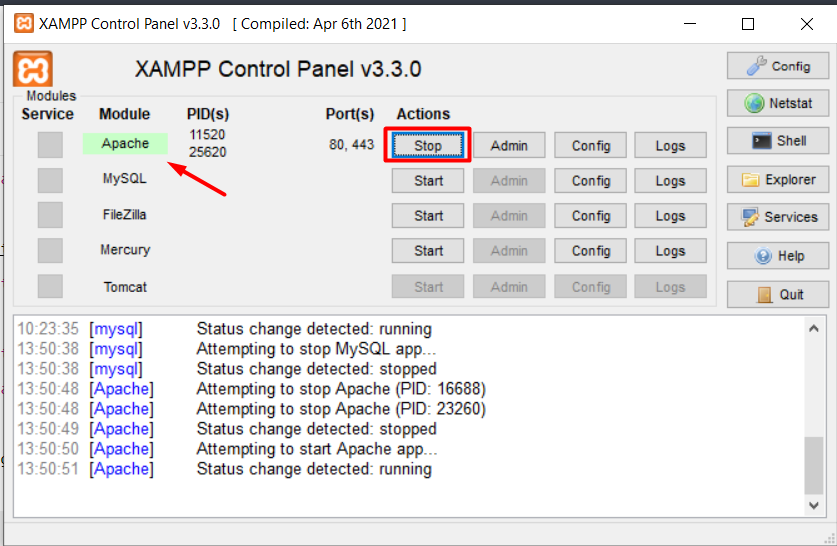 XAMPP Control Panel v3.3.0 [ Compiled: Apr 6th 2021 ]
XAMPP Control Panel v3.3.0
Modules
Service Module PID(s) Port(s) Actions
Apache 11520 25620 80, 443 Stop Admin Config Logs
MySQL Start Admin Config Logs
FileZilla Start Admin Config Logs
Mercury Start Admin Config Logs
Tomcat Start Admin Config Logs
Config
Netstat
Shell
Explorer
Services
Help
Quit
10:23:35 [mysql] Status change detected: running
13:50:38 [mysql] Attempting to stop MySQL app...
13:50:38 [mysql] Status change detected: stopped
13:50:48 [Apache] Attempting to stop Apache (PID: 16688)
13:50:48 [Apache] Attempting to stop Apache (PID: 23260)
13:50:49 [Apache] Status change detected: stopped
13:50:50 [Apache] Attempting to start Apache app...
13:50:51 [Apache] Status change detected: running